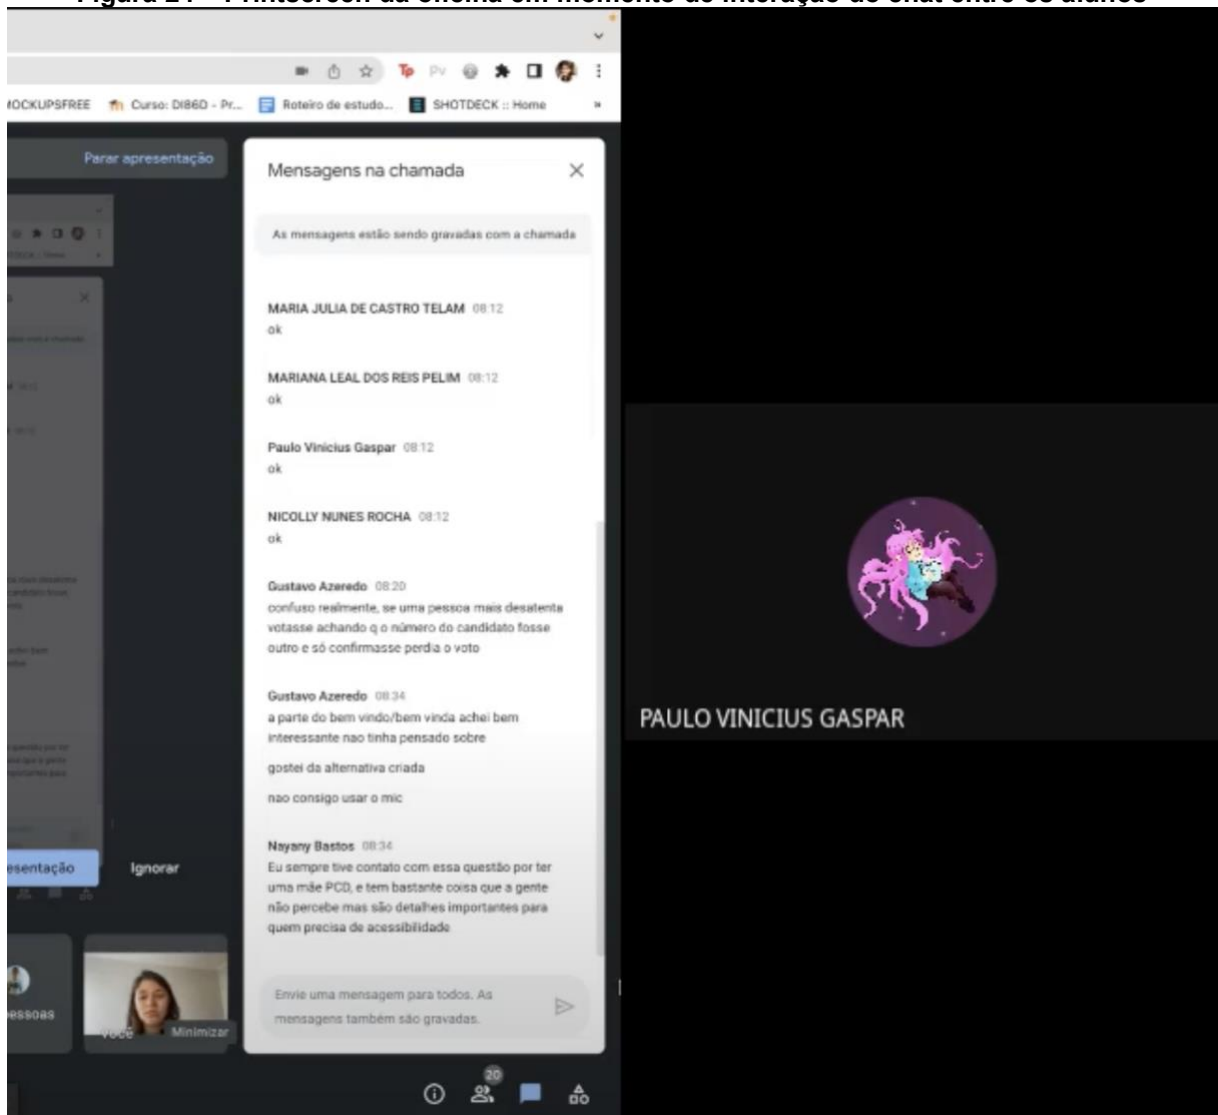 Figura 24 – Printscreen da oficina em momento de interação do chat entre os alunos
MOCKUPSFREE
Curso: DI86D - Pr...
Roteiro de estudo...
SHOTDECK :: Home
Parar apresentação
Mensagens na chamada
As mensagens estão sendo gravadas com a chamada
MARIA JULIA DE CASTRO TELAM 08:12
ok
MARIANA LEAL DOS REIS PELIM 08:12
ok
Paulo Vinicius Gaspar 08:12
ok
NICOLLY NUNES ROCHA 08:12
ok
Gustavo Azeredo 08:20
confuso realmente, se uma pessoa mais desatenta
votasse achando q o número do candidato fosse
outro e só confirmasse perdia o voto
Gustavo Azeredo 08:34
a parte do bem vindo/bem vinda achei bem
interessante nao tinha pensado sobre
gostei da alternativa criada
nao consigo usar o mic
Nayany Bastos 08:34
Eu sempre tive contato com essa questão por ter
uma mãe PCD, e tem bastante coisa que a gente
não percebe mas são detalhes importantes para
quem precisa de acessibilidade
esentação
Ignorar
essoas
Você
Minimizar
Envie uma mensagem para todos. As
mensagens também são gravadas.
20
PAULO VINICIUS GASPAR